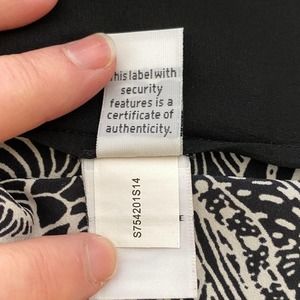 this label with
security
features is a
certificate of
authenticity.
S754201S14